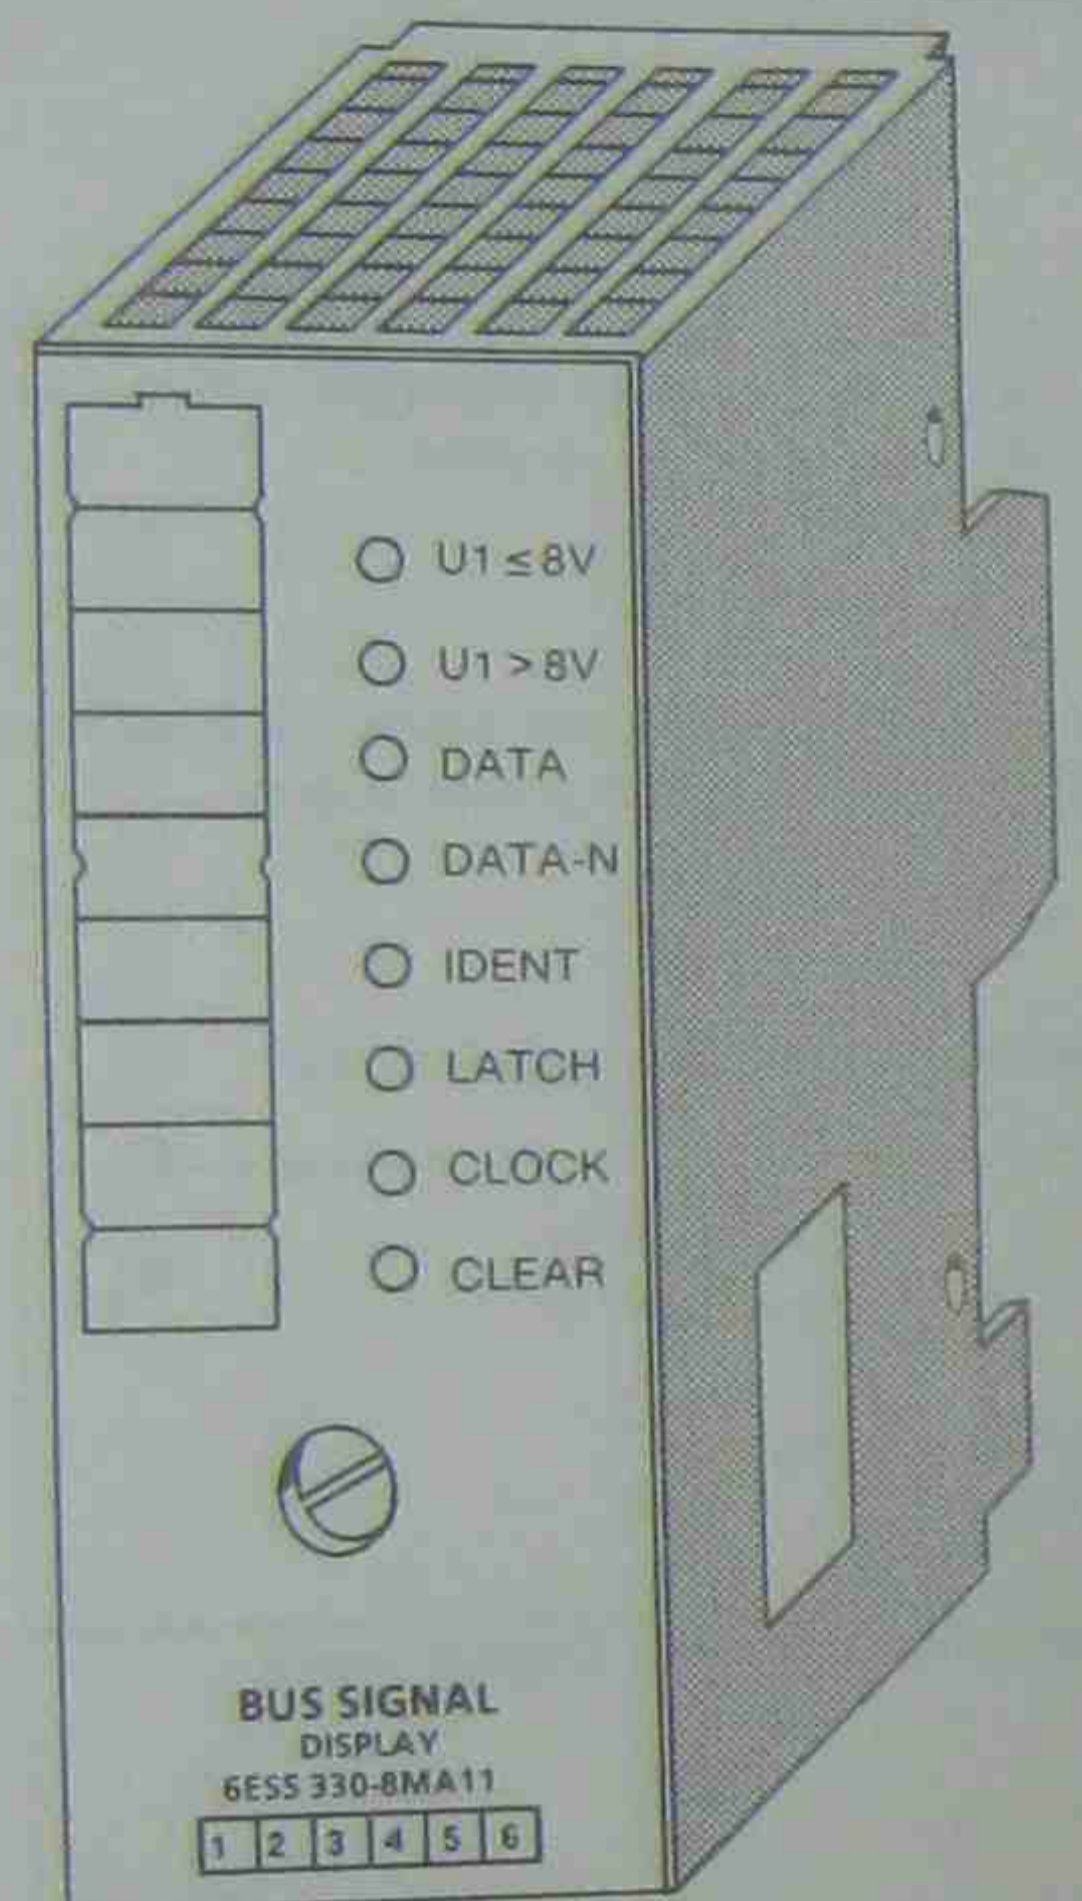 U1 ≤ 8V
U1 > 8V
DATA
DATA-N
IDENT
LATCH
CLOCK
CLEAR
BUS SIGNAL
DISPLAY
6ES5 330-8MA11
1 2 3 4 5 6